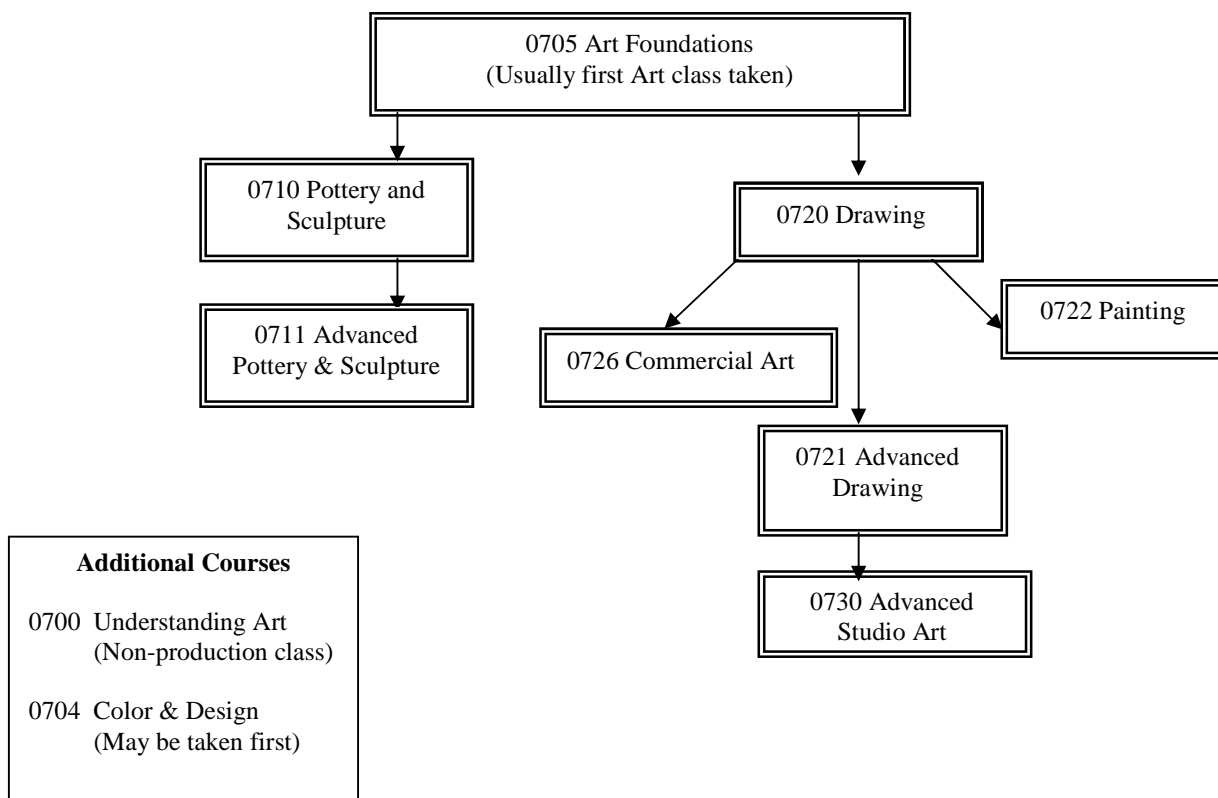 0705 Art Foundations
(Usually first Art class taken)
0710 Pottery and
Sculpture
0720 Drawing
0711 Advanced
Pottery & Sculpture
0726 Commercial Art
0722 Painting
0721 Advanced
Drawing
0730 Advanced
Studio Art
Additional Courses
0700 Understanding Art
(Non-production class)
0704 Color & Design
(May be taken first)